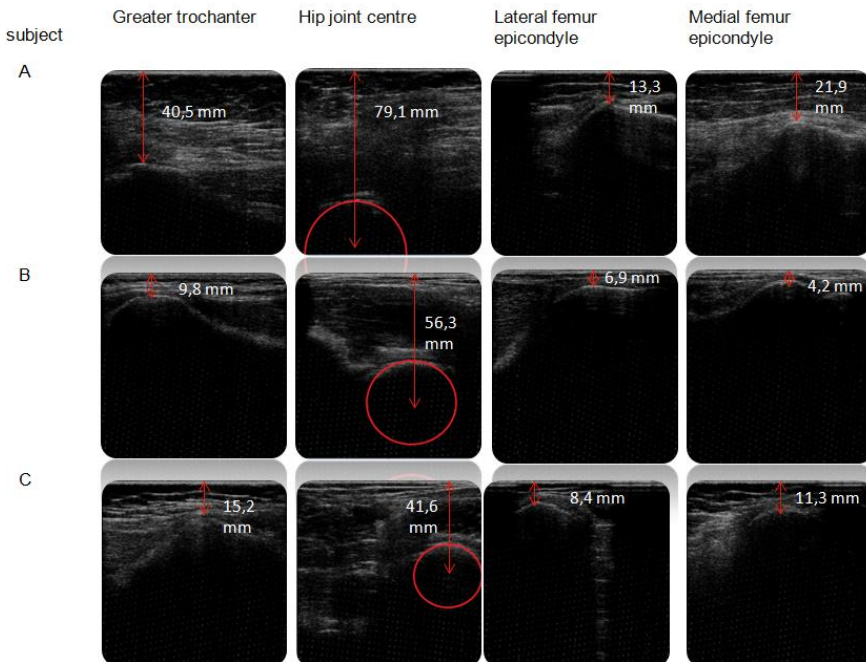 subject
Greater trochanter
Hip joint centre
Lateral femur
epicondyle
Medial femur
epicondyle
A
40,5 mm
79,1 mm
13,3
mm
21,9
mm
B
9,8 mm
56,3
mm
6,9 mm
4,2 mm
C
15,2
mm
41,6
mm
8,4 mm
11,3 mm